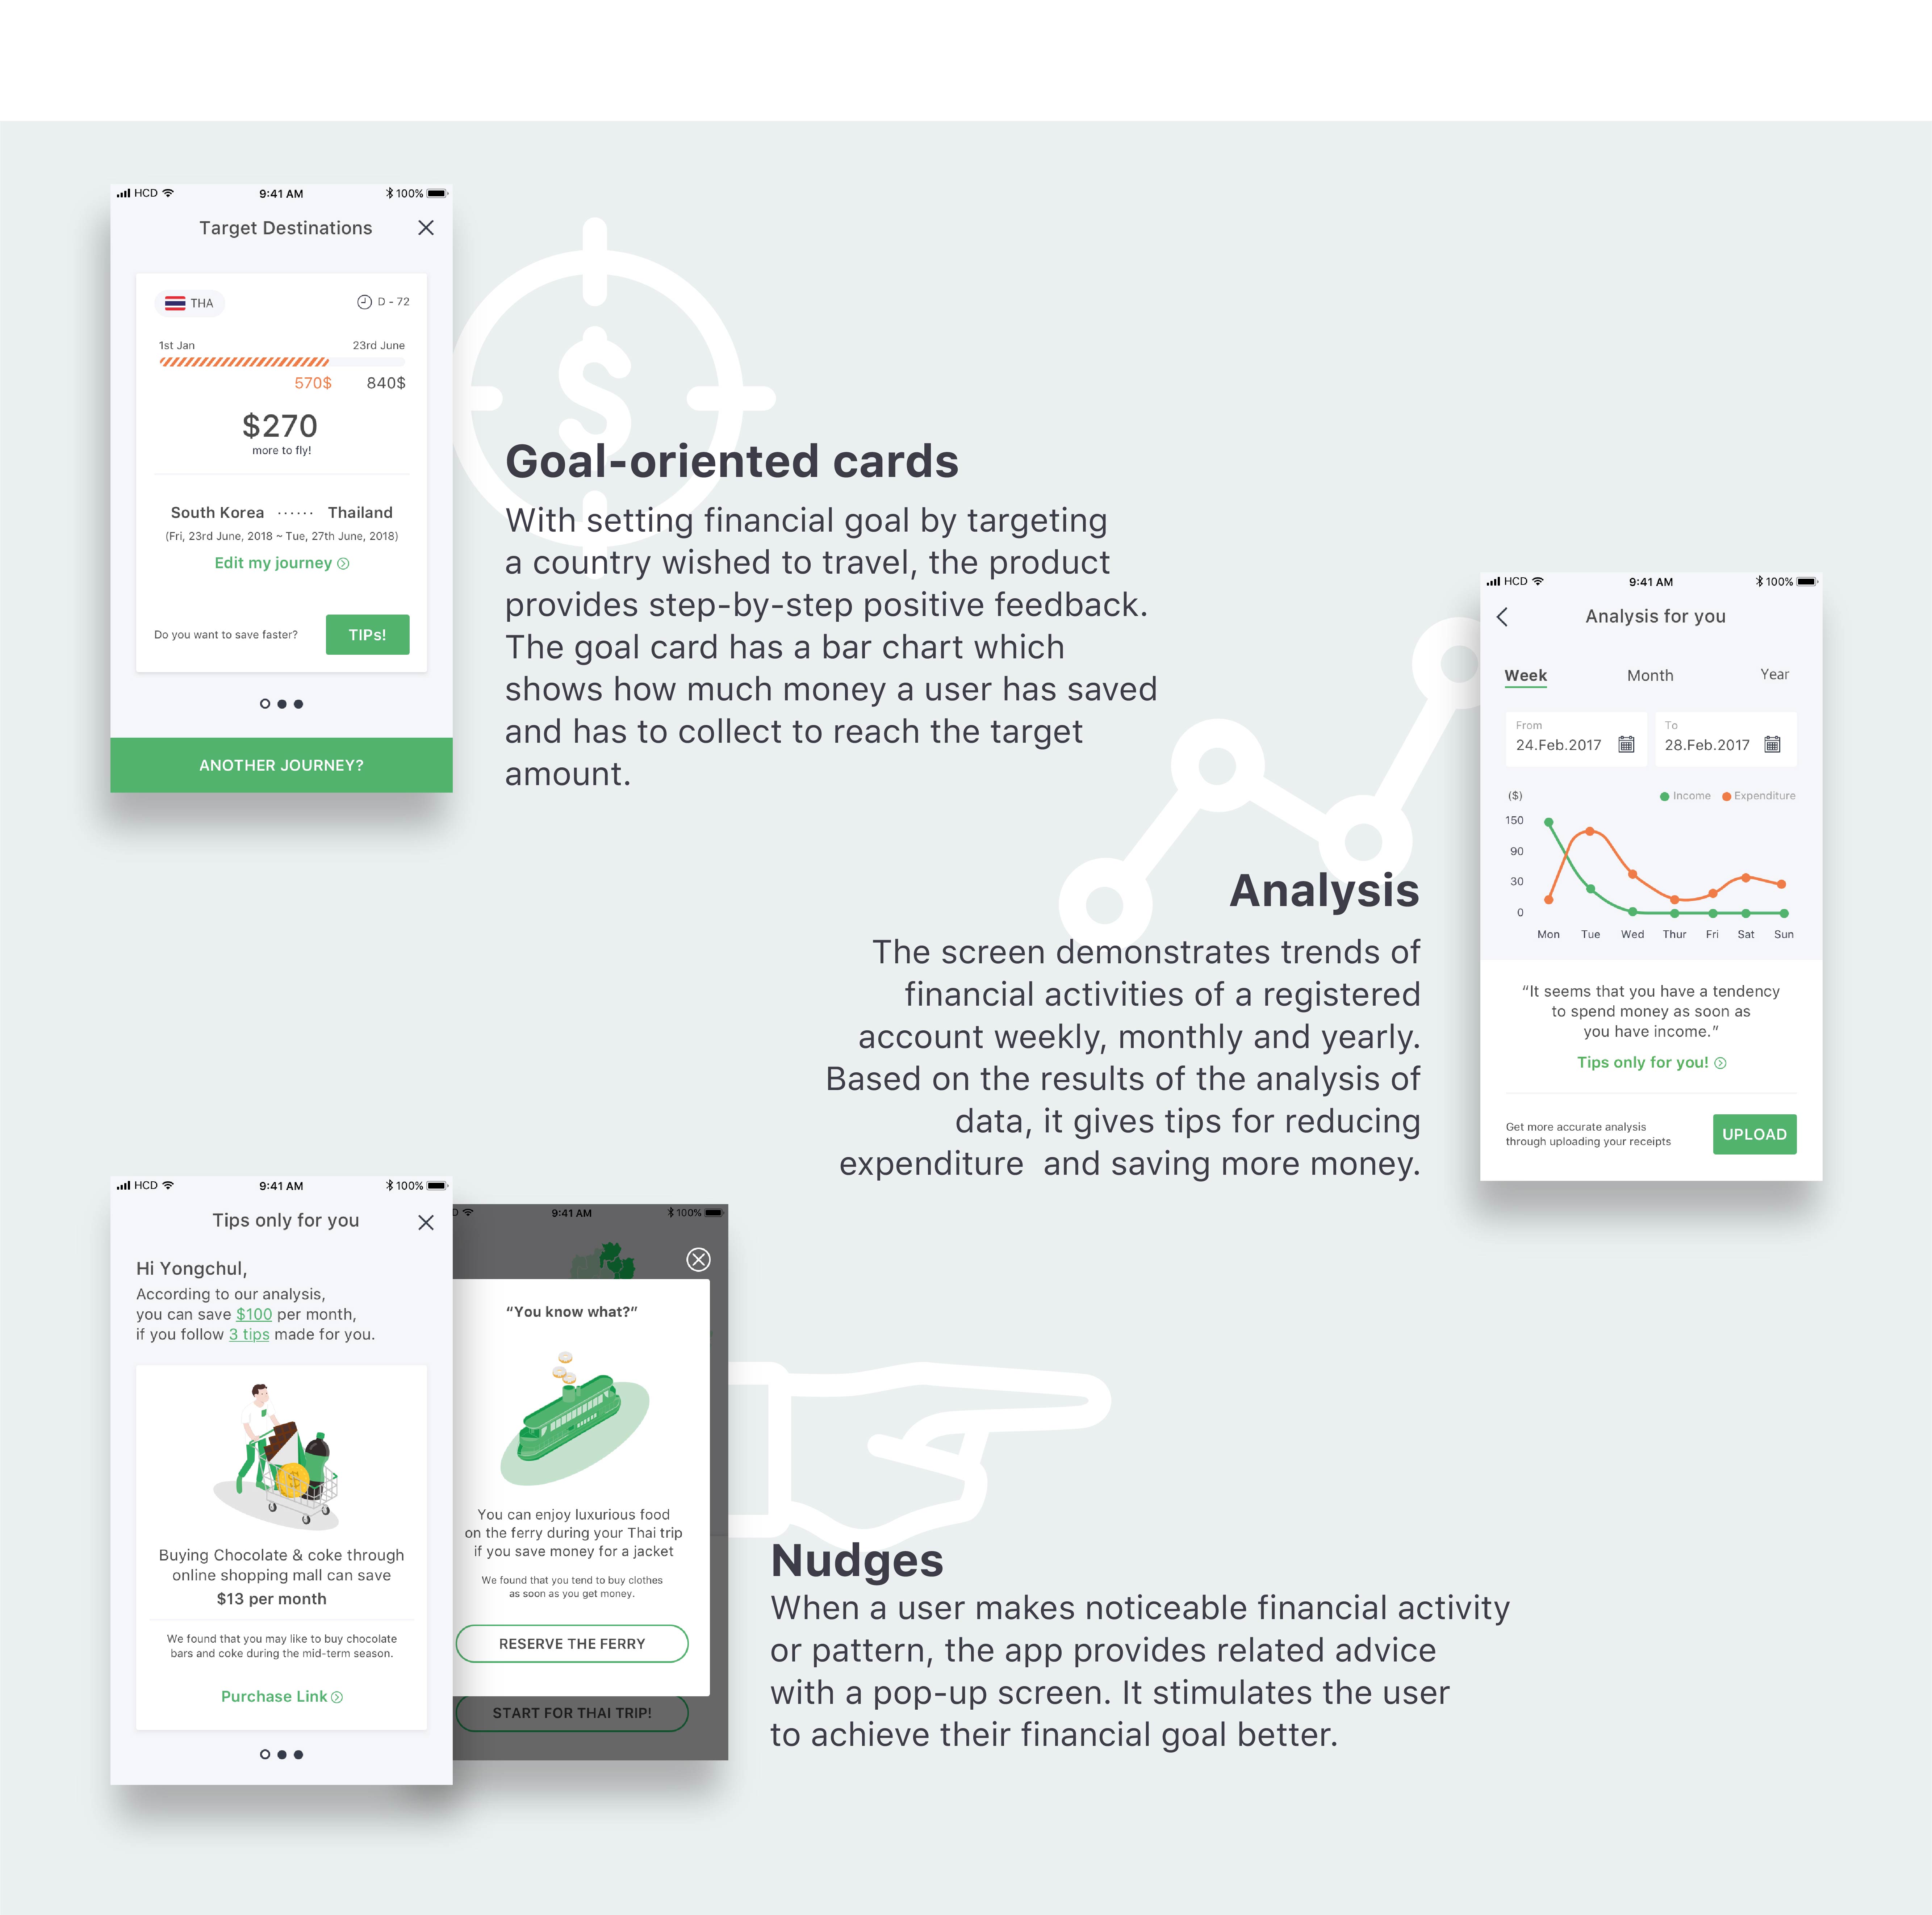 HCD 9:41 AM 100%
Target Destinations
THA D - 72
1st Jan 23rd June
570$ 840$
$270
more to fly!
South Korea ...... Thailand
(Fri, 23rd June, 2018 ~ Tue, 27th June, 2018)
Edit my journey
Do you want to save faster? TIPs!
ANOTHER JOURNEY?
$
Goal-oriented cards
With setting financial goal by targeting
a country wished to travel, the product
provides step-by-step positive feedback.
The goal card has a bar chart which
shows how much money a user has saved
and has to collect to reach the target
amount.
HCD 9:41 AM 100%
Analysis for you
Week Month Year
From To
24.Feb.2017 28.Feb.2017
($) Income Expenditure
150
90
30
0
Mon Tue Wed Thur Fri Sat Sun
“It seems that you have a tendency
to spend money as soon as
you have income.”
Tips only for you!
Get more accurate analysis
through uploading your receipts
UPLOAD
Analysis
The screen demonstrates trends of
financial activities of a registered
account weekly, monthly and yearly.
Based on the results of the analysis of
data, it gives tips for reducing
expenditure and saving more money.
HCD 9:41 AM 100%
Tips only for you
Hi Yongchul,
According to our analysis,
you can save $100 per month,
if you follow 3 tips made for you.
$
Buying Chocolate & coke through
online shopping mall can save
$13 per month
We found that you may like to buy chocolate
bars and coke during the mid-term season.
Purchase Link
D 9:41 AM 100%
“You know what?”
You can enjoy luxurious food
on the ferry during your Thai trip
if you save money for a jacket
We found that you tend to buy clothes
as soon as you get money.
RESERVE THE FERRY
START FOR THAI TRIP!
Nudges
When a user makes noticeable financial activity
or pattern, the app provides related advice
with a pop-up screen. It stimulates the user
to achieve their financial goal better.